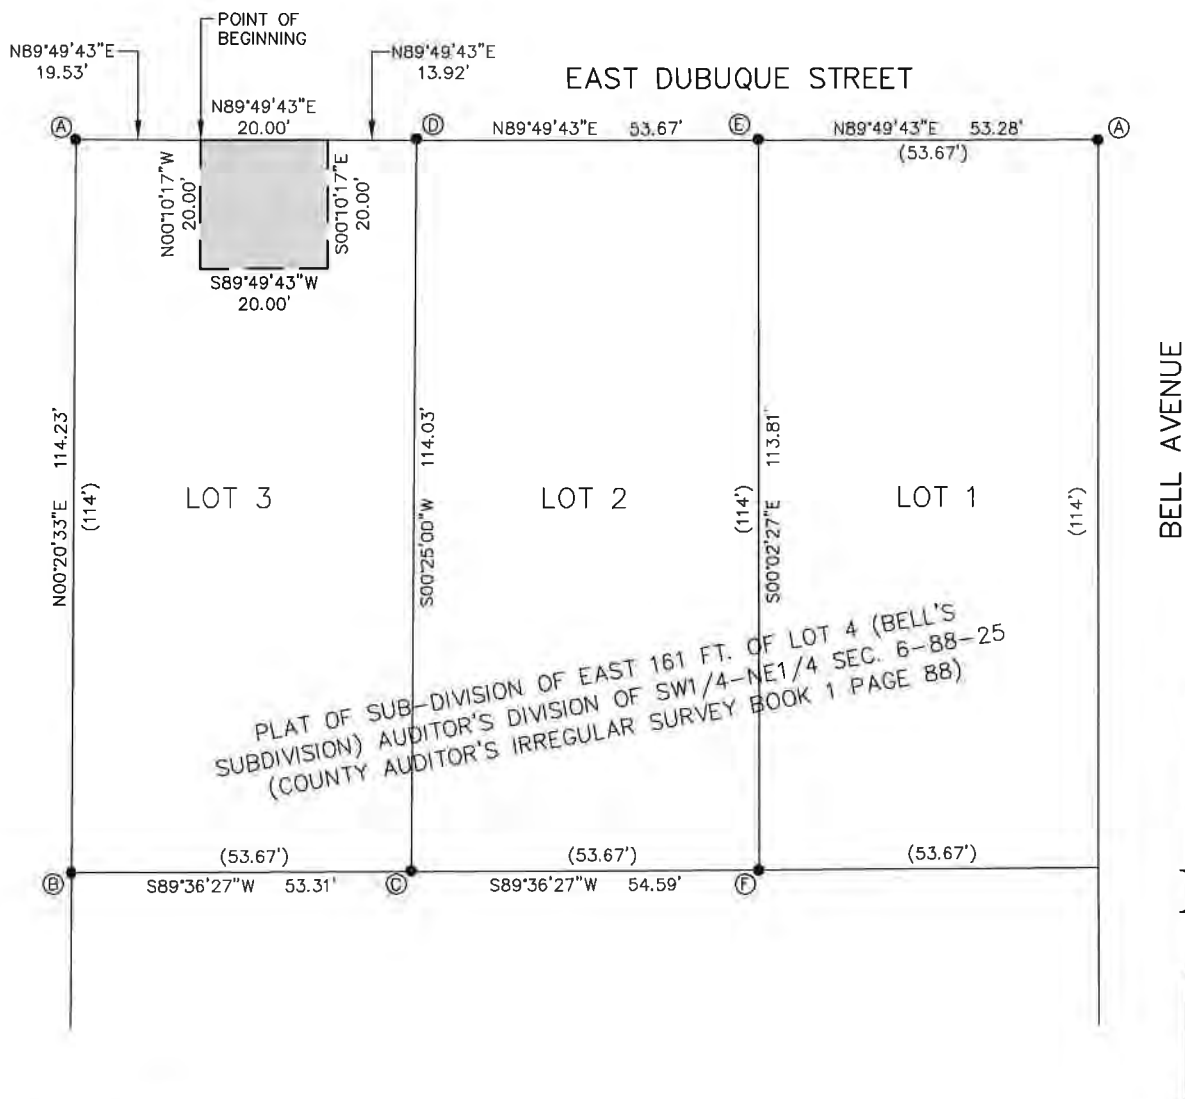 POINT OF
BEGINNING
N89°49'43"E
19.53'
N89°49'43"E
13.92'
EAST DUBUQUE STREET
N89°49'43"E
20.00'
A
D
N89°49'43"E 53.67'
E
N89°49'43"E 53.28'
(53.67')
A
N00°10'17"W
20.00'
S00°10'17"E
20.00'
S89°49'43"W
20.00'
BELL AVENUE
N00°20'33"E 114.23'
(114')
LOT 3
S00°25'00"W 114.03'
LOT 2
(114')
S00°02'27"E 113.81'
LOT 1
(114')
PLAT OF SUB-DIVISION OF EAST 161 FT. OF LOT 4 (BELL'S
SUBDIVISION) AUDITOR'S DIVISION OF SW1/4-NE1/4 SEC. 6-88-25
(COUNTY AUDITOR'S IRREGULAR SURVEY BOOK 1 PAGE 88)
(53.67')
(53.67')
(53.67')
B
S89°36'27"W 53.31'
C
S89°36'27"W 54.59'
F